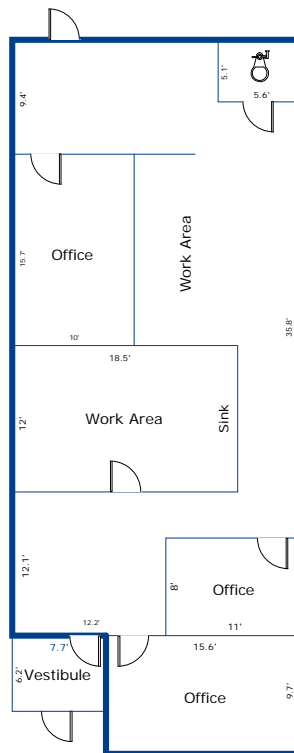 5.1'
5.6'
9.4'
Office
15.7'
10'
Work Area
35.8'
18.5'
Work Area
12'
Sink
12.1'
12.2'
8'
Office
11'
7.7'
15.6'
6.2'
Vestibule
Office
9.7'